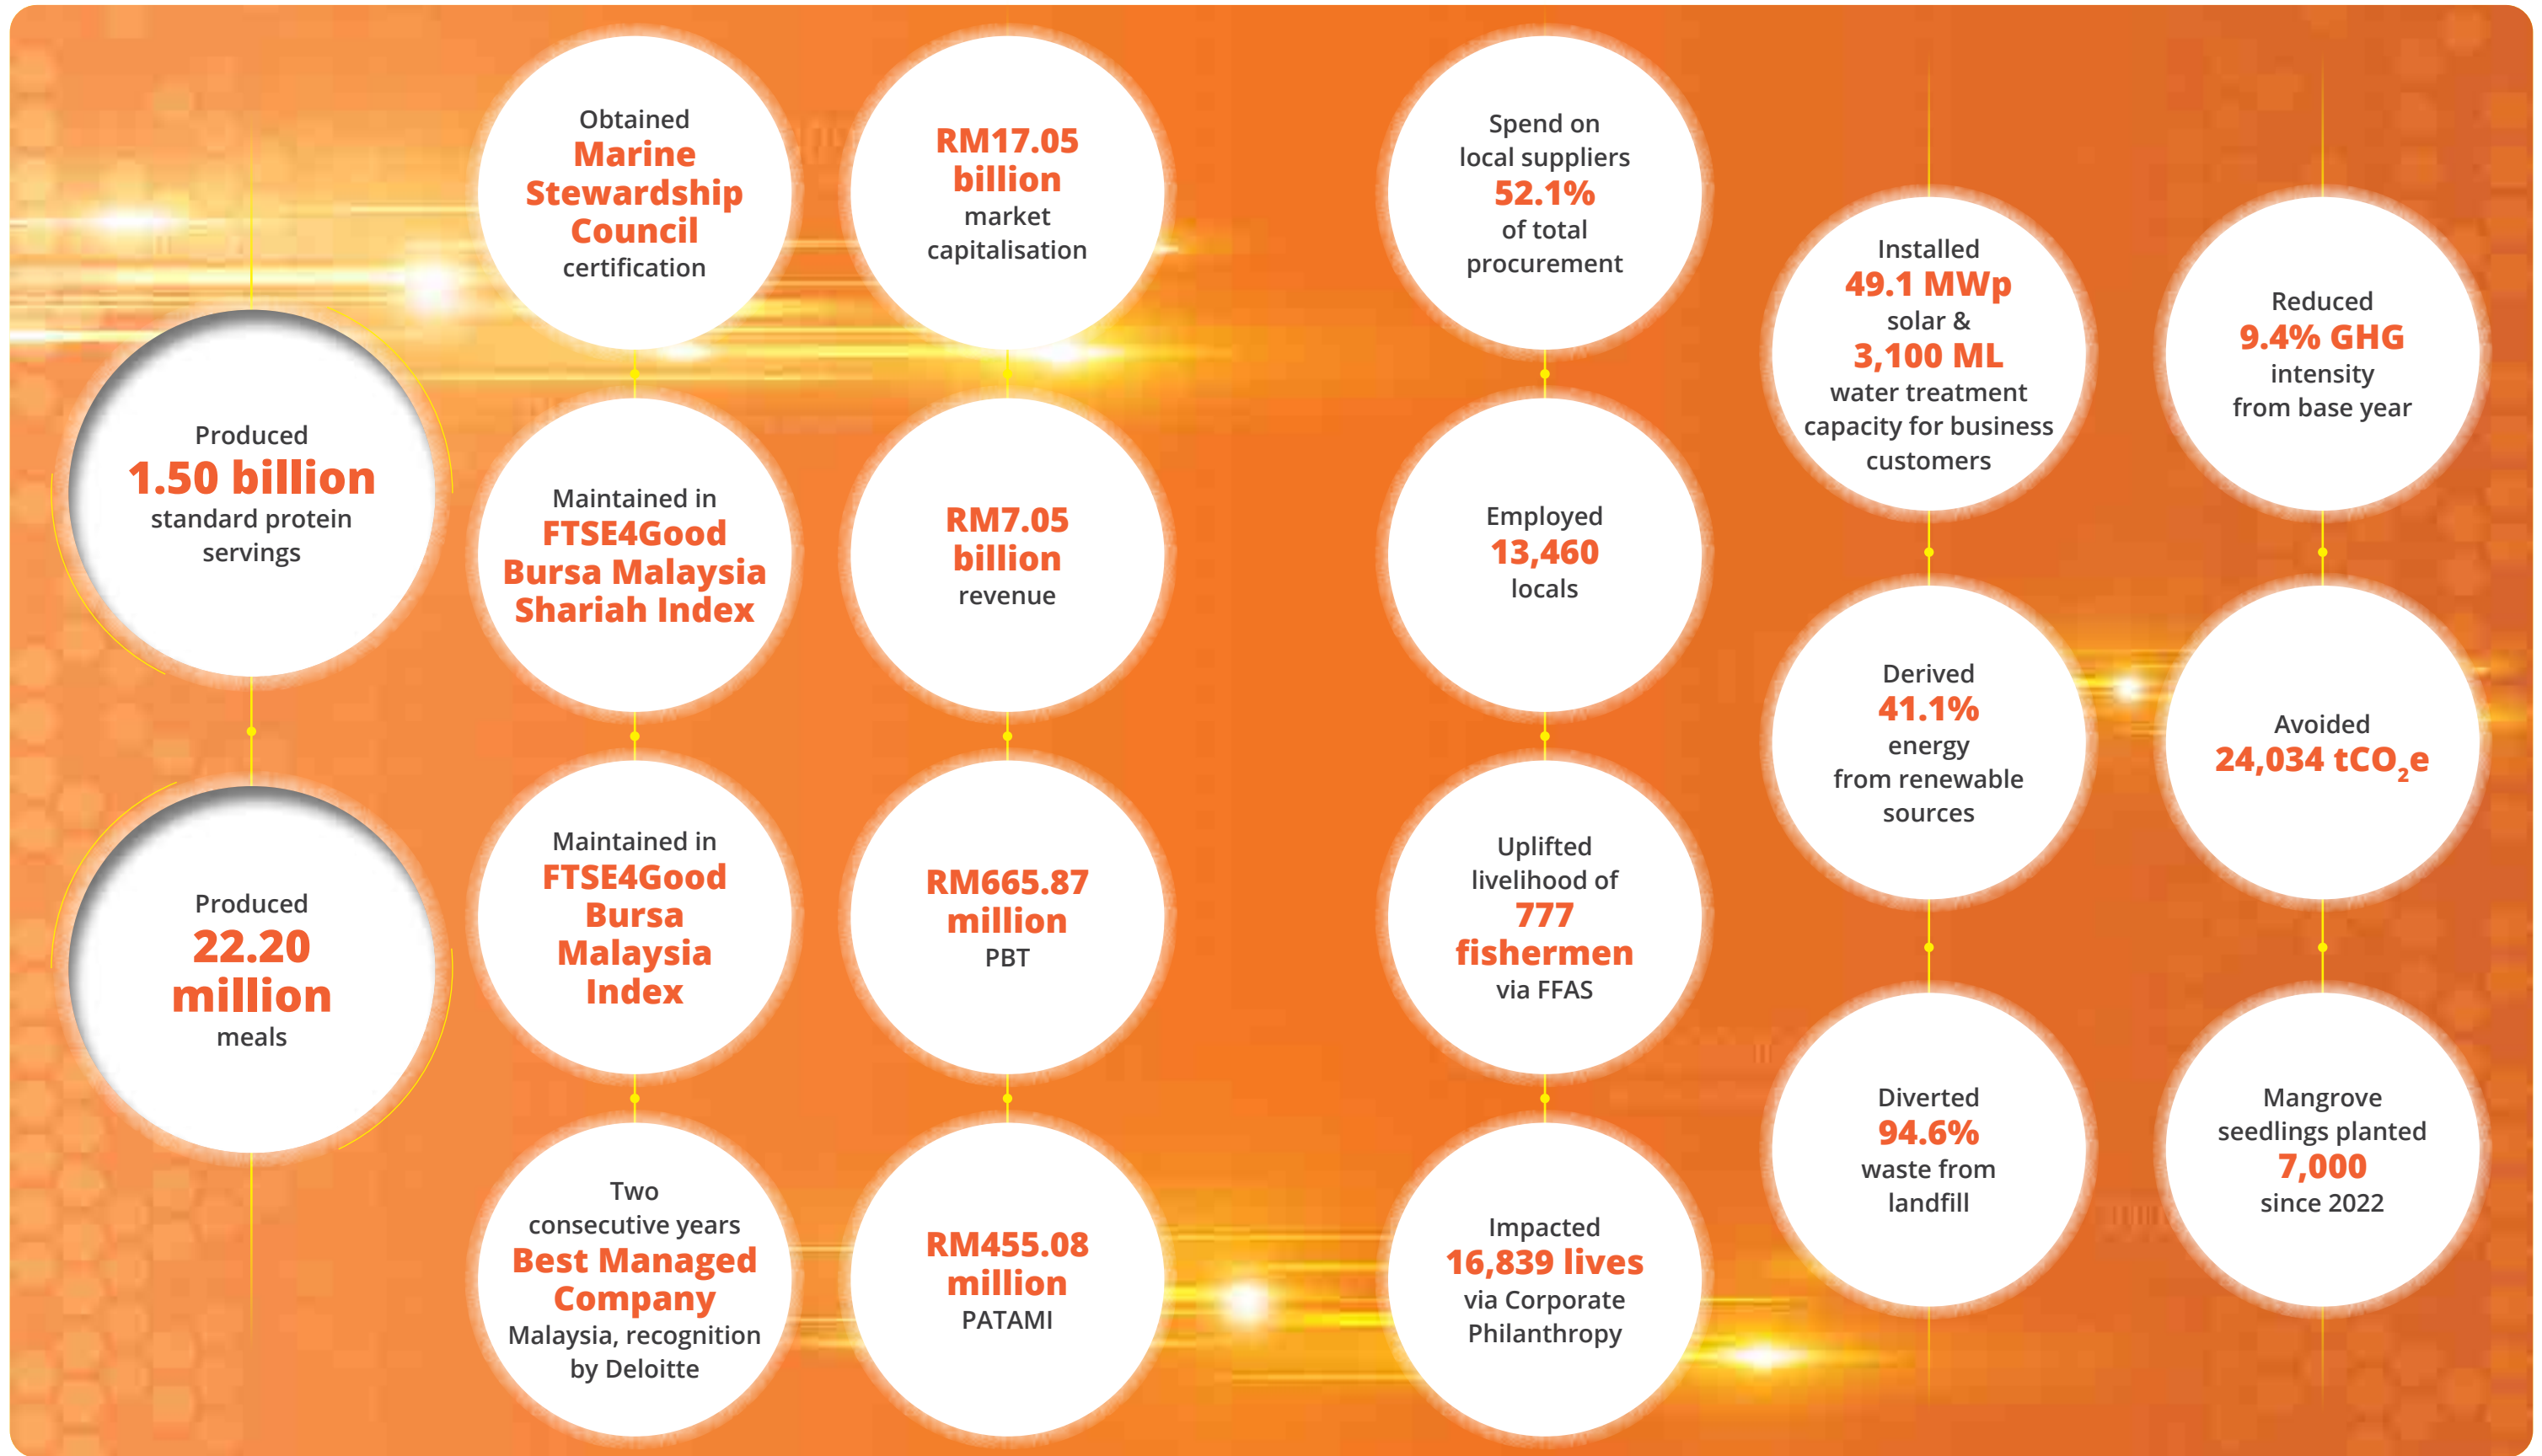 Produced
1.50 billion
standard protein
servings
Produced
22.20
million
meals
Obtained
Marine
Stewardship
Council
certification
Maintained in
FTSE4Good
Bursa Malaysia
Shariah Index
Maintained in
FTSE4Good
Bursa
Malaysia
Index
Two
consecutive years
Best Managed
Company
Malaysia, recognition
by Deloitte
RM17.05
billion
market
capitalisation
RM7.05
billion
revenue
RM665.87
million
PBT
RM455.08
million
PATAMI
Spend on
local suppliers
52.1%
of total
procurement
Employed
13,460
locals
Uplifted
livelihood of
777
fishermen
via FFAS
Impacted
16,839 lives
via Corporate
Philanthropy
Installed
49.1 MWp
solar &
3,100 ML
water treatment
capacity for business
customers
Derived
41.1%
energy
from renewable
sources
Diverted
94.6%
waste from
landfill
Reduced
9.4% GHG
intensity
from base year
Avoided
24,034 tCO₂e
Mangrove
seedlings planted
7,000
since 2022